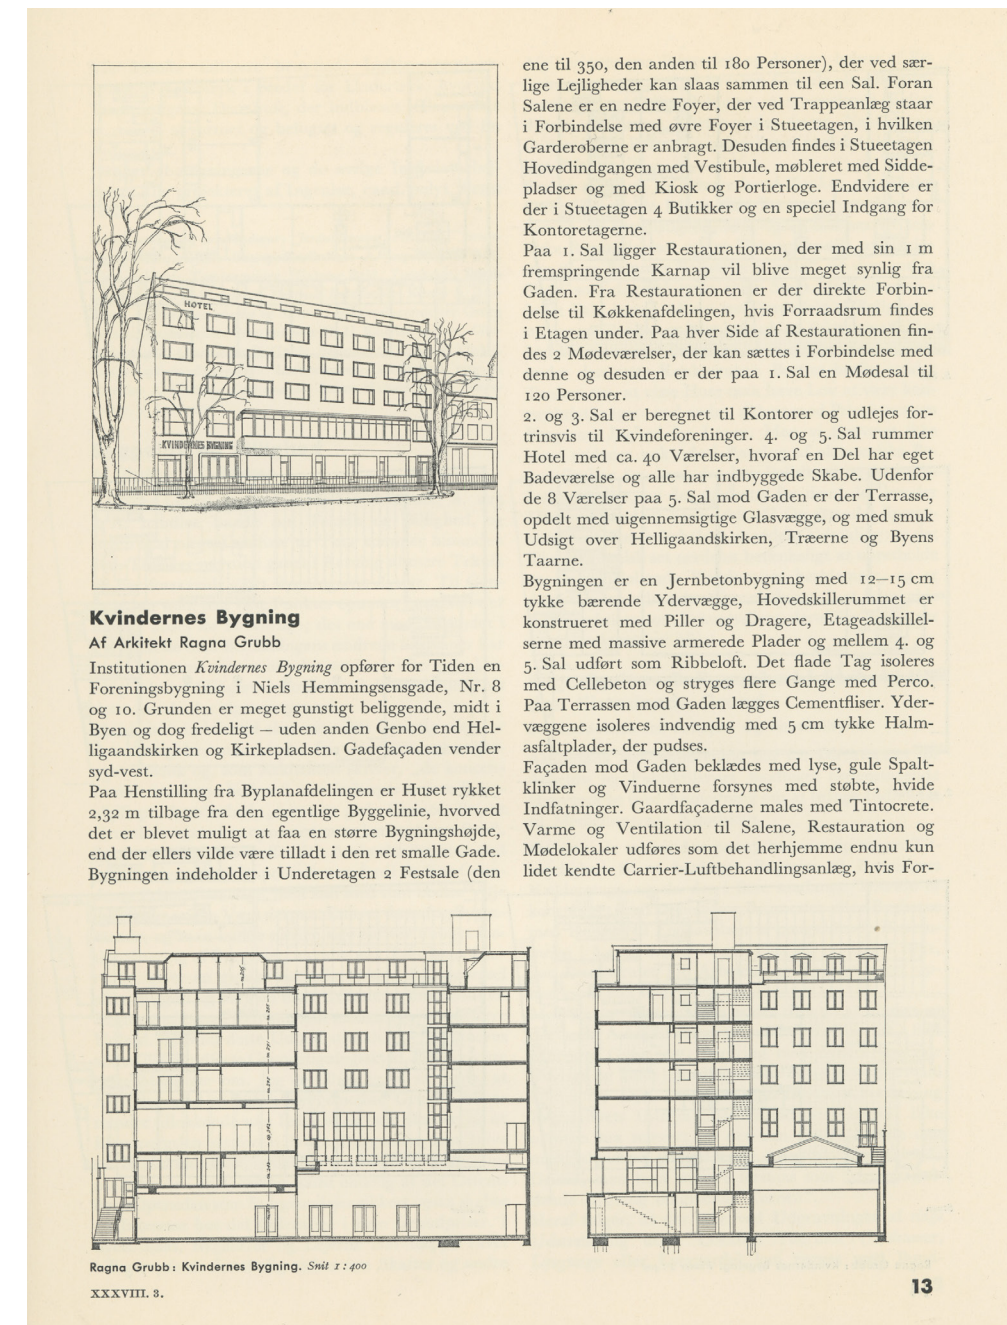 HOTEL
KVINDERNES BYGNING
Kvindernes Bygning
Af Arkitekt Ragna Grubb
Institutionen Kvindernes Bygning opfører for Tiden en
Foreningsbygning i Niels Hemmingsensgade, Nr. 8
og 10. Grunden er meget gunstigt beliggende, midt i
Byen og dog fredeligt — uden anden Genbo end Hel-
ligaandskirken og Kirkepladsen. Gadefaçaden vender
syd-vest.
Paa Henstilling fra Byplanafdelingen er Huset rykket
2,32 m tilbage fra den egentlige Byggelinie, hvorved
det er blevet muligt at faa en større Bygningshøjde,
end der ellers vilde være tilladt i den ret smalle Gade.
Bygningen indeholder i Underetagen 2 Festsale (den
ene til 350, den anden til 180 Personer), der ved sær-
lige Lejligheder kan slaas sammen til een Sal. Foran
Salene er en nedre Foyer, der ved Trappeanlæg staar
i Forbindelse med øvre Foyer i Stueetagen, i hvilken
Garderoberne er anbragt. Desuden findes i Stueetagen
Hovedindgangen med Vestibule, møbleret med Sidde-
pladser og med Kiosk og Portierloge. Endvidere er
der i Stueetagen 4 Butikker og en speciel Indgang for
Kontoretagerne.
Paa 1. Sal ligger Restaurationen, der med sin 1 m
fremspringende Karnap vil blive meget synlig fra
Gaden. Fra Restaurationen er der direkte Forbin-
delse til Køkkenafdelingen, hvis Forraadsrum findes
i Etagen under. Paa hver Side af Restaurationen fin-
des 2 Mødeværelser, der kan sættes i Forbindelse med
denne og desuden er der paa 1. Sal en Mødesal til
120 Personer.
2. og 3. Sal er beregnet til Kontorer og udlejes for-
trinsvis til Kvindeforeninger. 4. og 5. Sal rummer
Hotel med ca. 40 Værelser, hvoraf en Del har eget
Badeværelse og alle har indbyggede Skabe. Udenfor
de 8 Værelser paa 5. Sal mod Gaden er der Terrasse,
opdelt med uigennemsigtige Glasvægge, og med smuk
Udsigt over Helligaandskirken, Træerne og Byens
Taarne.
Bygningen er en Jernbetonbygning med 12—15 cm
tykke bærende Ydervægge, Hovedskillerummet er
konstrueret med Piller og Dragere, Etageadskillel-
serne med massive armerede Plader og mellem 4. og
5. Sal udført som Ribbeloft. Det flade Tag isoleres
med Cellebeton og stryges flere Gange med Perco.
Paa Terrassen mod Gaden lægges Cementfliser. Yder-
væggene isoleres indvendig med 5 cm tykke Halm-
asfaltplader, der pudses.
Façaden mod Gaden beklædes med lyse, gule Spalt-
klinker og Vinduerne forsynes med støbte, hvide
Indfatninger. Gaardfaçaderne males med Tintocrete.
Varme og Ventilation til Salene, Restauration og
Mødelokaler udføres som det herhjemme endnu kun
lidet kendte Carrier-Luftbehandlingsanlæg, hvis For-
Ragna Grubb: Kvindernes Bygning. Snit 1:400
XXXVIII. 3.
13